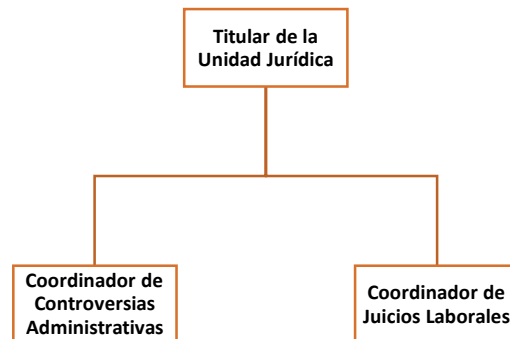 Titular de la
Unidad Jurídica
Coordinador de
Controversias
Administrativas
Coordinador de
Juicios Laborales